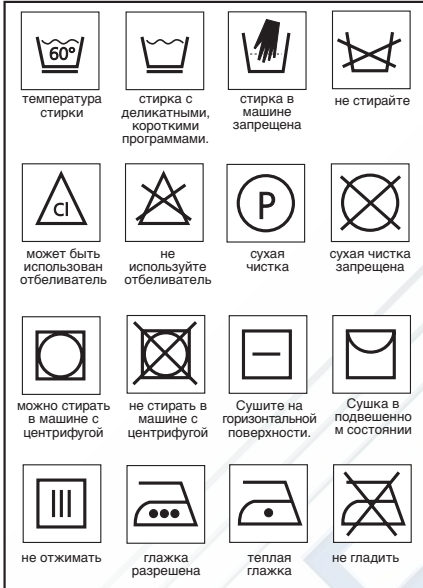 60°
температура
стирки
стирка с
деликатными,
короткими
программами.
стирка в
машине
запрещена
не стирайте
Cl
может быть
использован
отбеливатель
не
используйте
отбеливатель
P
сухая
чистка
сухая чистка
запрещена
можно стирать
в машине с
центрифугой
не стирать в
машине с
центрифугой
Сушите на
горизонтальной
поверхности.
Сушка в
подвешенно
м состоянии
не отжимать
глажка
разрешена
теплая
глажка
не гладить